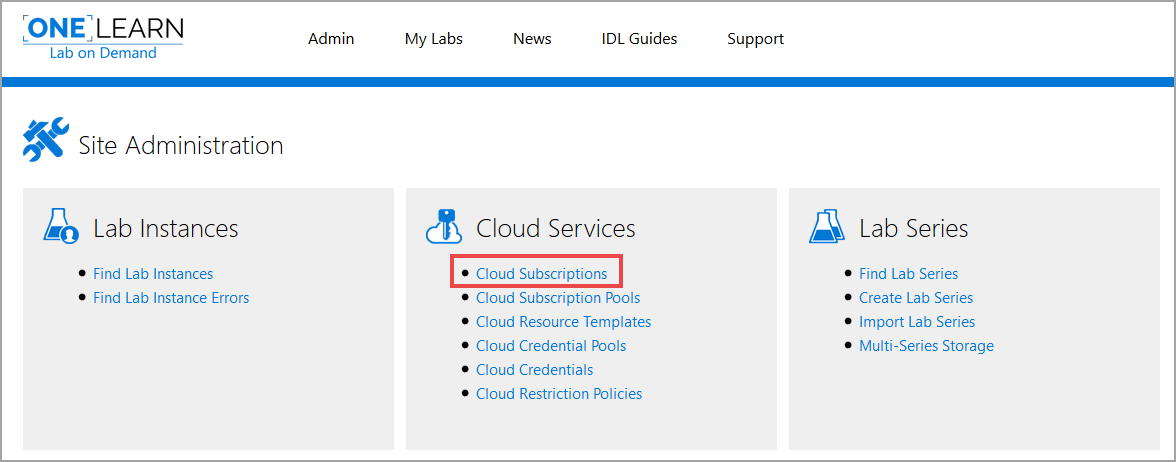 [ONE] LEARN
Lab on Demand
Admin My Labs News IDL Guides Support
Site Administration
Lab Instances
Find Lab Instances
Find Lab Instance Errors
Cloud Services
Cloud Subscriptions
Cloud Subscription Pools
Cloud Resource Templates
Cloud Credential Pools
Cloud Credentials
Cloud Restriction Policies
Lab Series
Find Lab Series
Create Lab Series
Import Lab Series
Multi-Series Storage